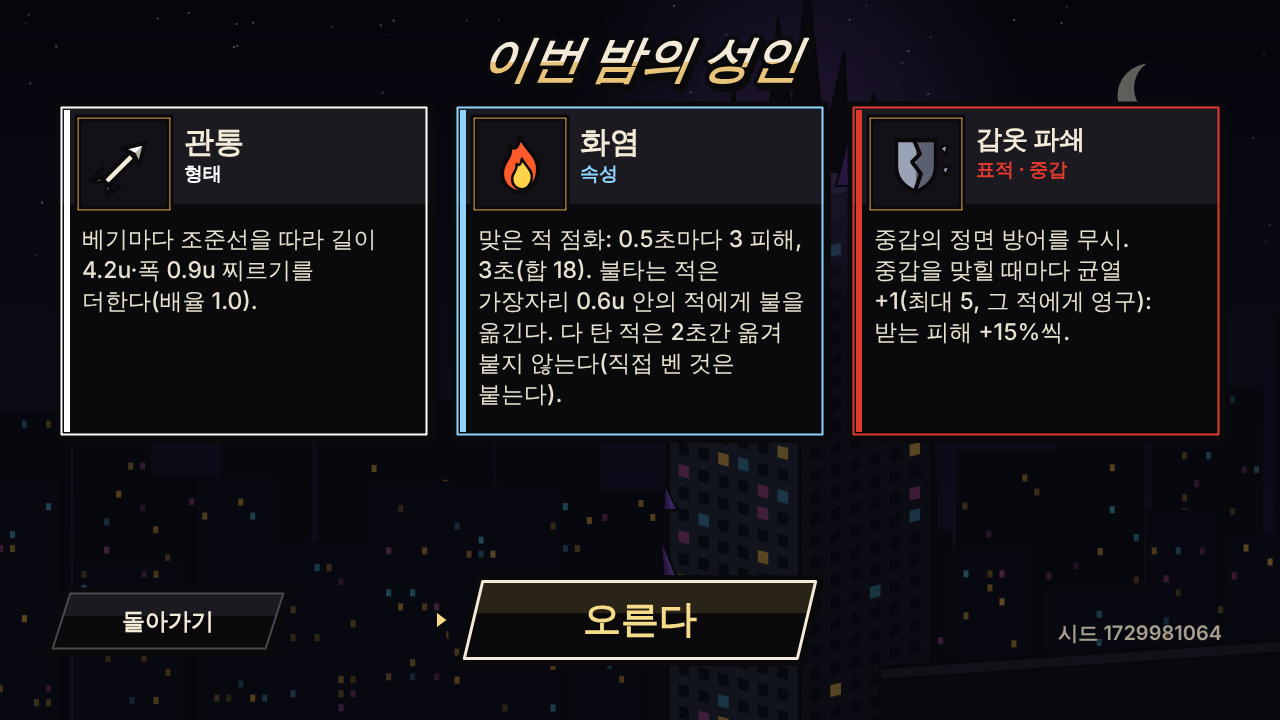 이번 밤의 성인
관통
형태
베기마다 조준선을 따라 길이
4.2u·폭 0.9u 찌르기를
더한다(배율 1.0).
화염
속성
맞은 적 점화: 0.5초마다 3 피해,
3초(합 18). 불타는 적은
가장자리 0.6u 안의 적에게 불을
옮긴다. 다 탄 적은 2초간 옮겨
붙지 않는다(직접 벤 것은
붙는다).
갑옷 파쇄
표적 · 중갑
중갑의 정면 방어를 무시.
중갑을 맞힐 때마다 균열
+1(최대 5, 그 적에게 영구):
받는 피해 +15%씩.
돌아가기
오른다
시드 1729981064